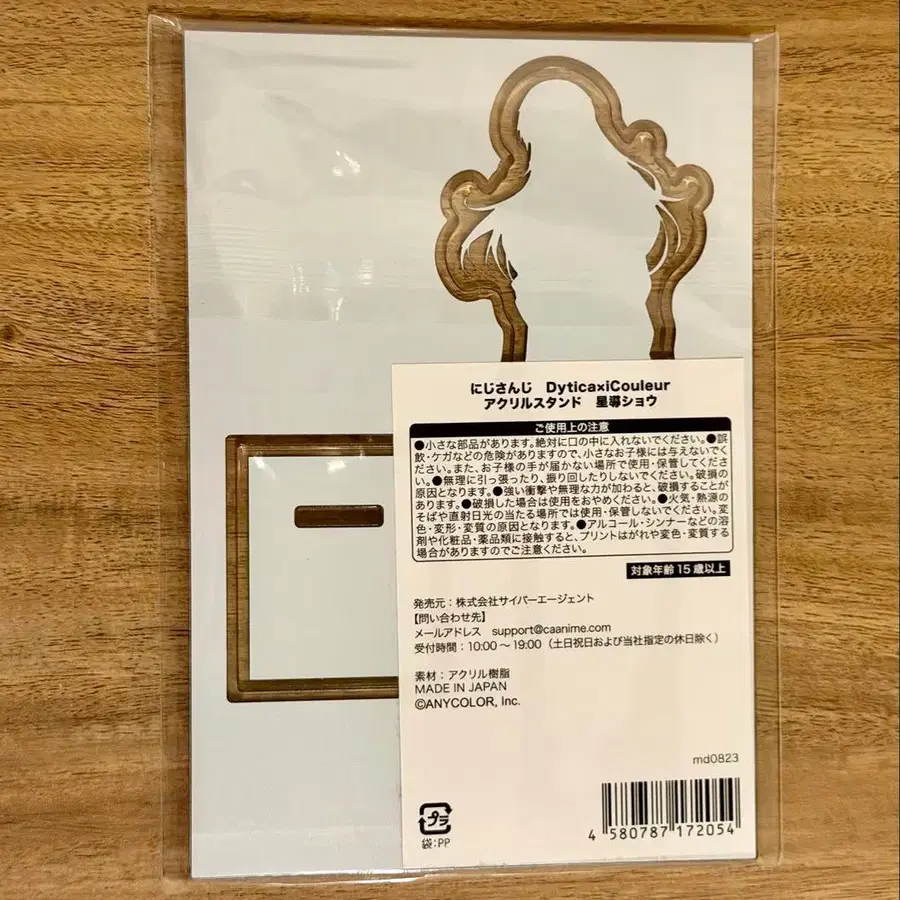 にじさんじ　Dytica×iCouleur
アクリルスタンド　星導ショウ
ご使用上の注意
●小さな部品があります。絶対に口の中に入れないでください。●誤
飲・ケガなどの危険がありますので、小さなお子様には与えないでく
ださい。また、お子様の手が届かない場所で使用・保管してくださ
い。●無理に引っ張ったり、振り回したりしないでください。破損の
原因となります。●強い衝撃や無理な力が加わると、破損することが
あります。●破損した場合は使用をおやめください。●火気・熱源の
そばや直射日光の当たる場所では使用・保管しないでください。変
色・変形・変質の原因となります。●アルコール・シンナーなどの溶
剤や化粧品・薬品類に接触すると、プリントはがれや変色・変質する
場合がありますのでご注意ください。
対象年齢15歳以上
発売元：株式会社サイバーエージェント
【問い合わせ先】
メールアドレス　support@caanime.com
受付時間：10:00～19:00（土日祝日および当社指定の休日除く）
素材：アクリル樹脂
MADE IN JAPAN
©ANYCOLOR, Inc.
md0823
プラ
袋:PP
4 580787 172054